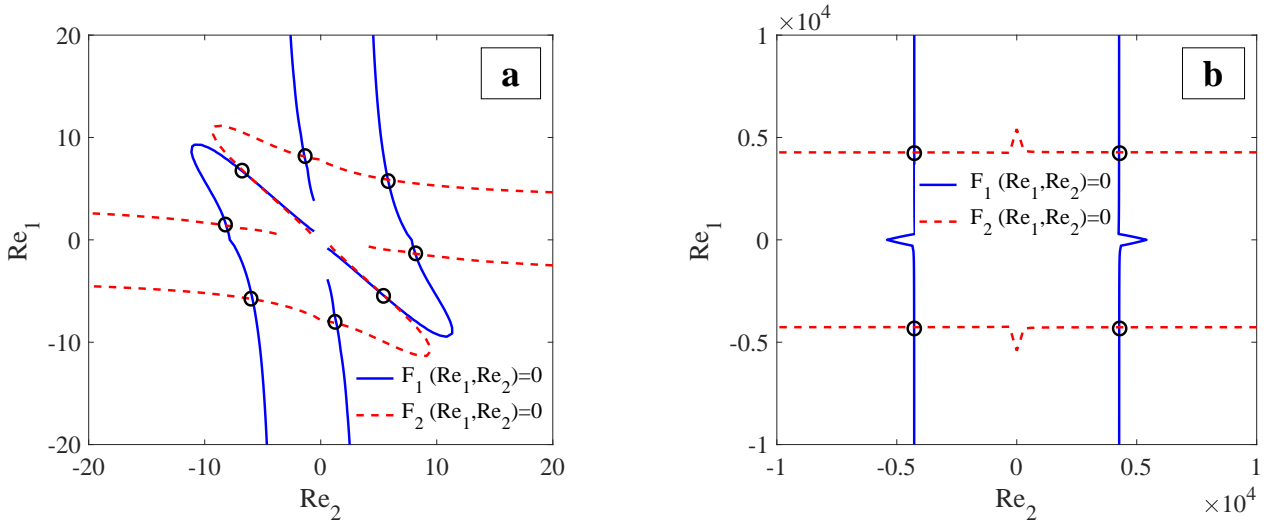 a
20
10
0
-10
-20
Re1
-20 -10 0 10 20
Re2
F1 (Re1,Re2)=0
F2 (Re1,Re2)=0
b
×10^4
1
0.5
0
-0.5
-1
Re1
-1 -0.5 0 0.5 1
Re2
×10^4
F1 (Re1,Re2)=0
F2 (Re1,Re2)=0